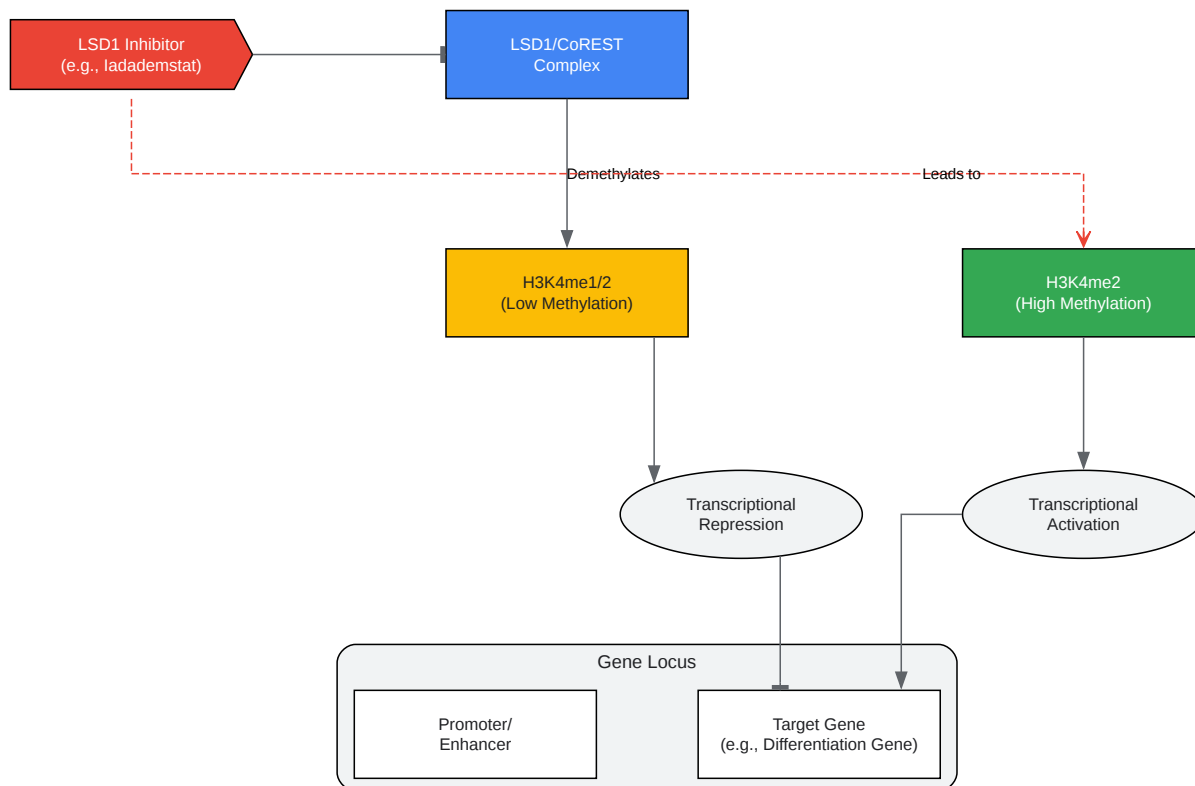 LSD1 Inhibitor
(e.g., Iadademstat)
LSD1/CoREST
Complex
Demethylates
Leads to
H3K4me1/2
(Low Methylation)
H3K4me2
(High Methylation)
Transcriptional
Repression
Transcriptional
Activation
Gene Locus
Promoter/
Enhancer
Target Gene
(e.g., Differentiation Gene)